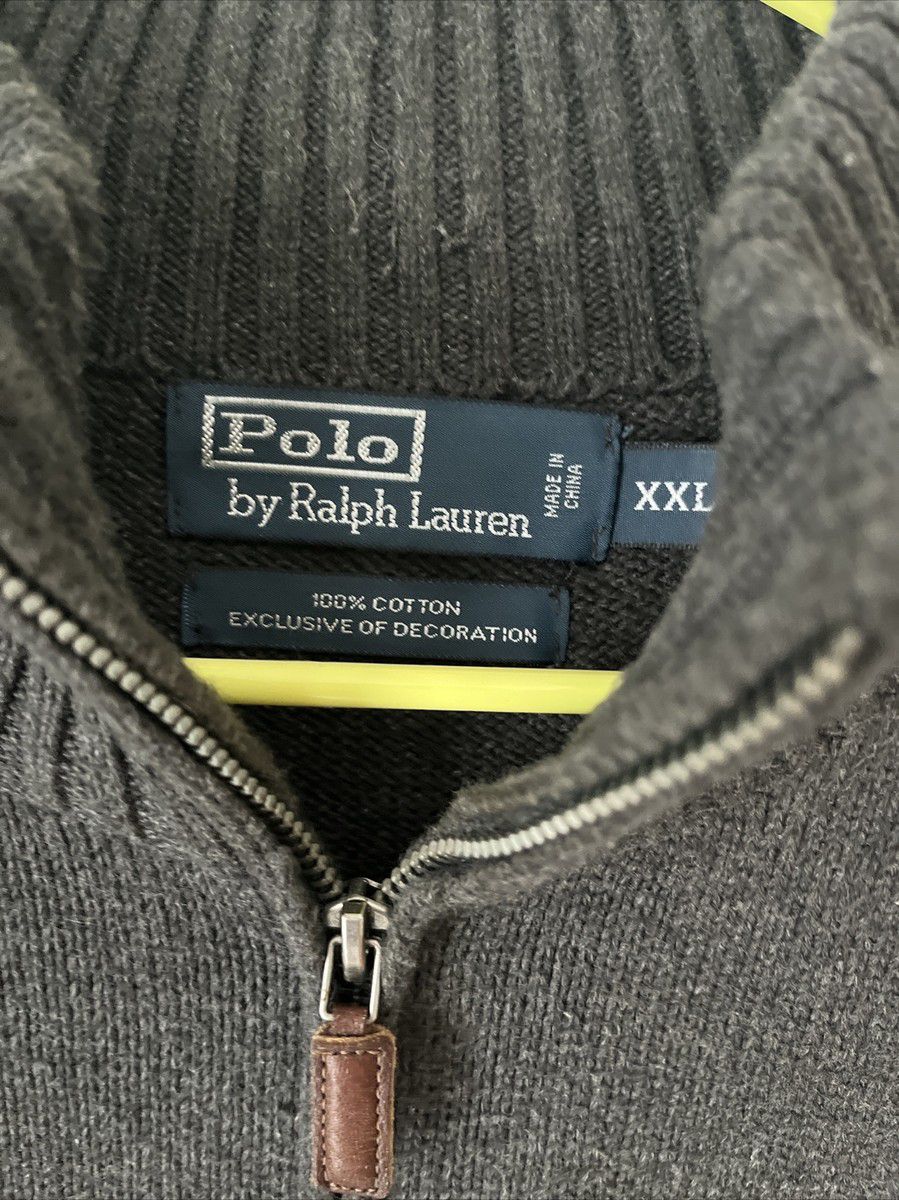 Polo
by Ralph Lauren
MADE IN
CHINA
XXL
100% COTTON
EXCLUSIVE OF DECORATION